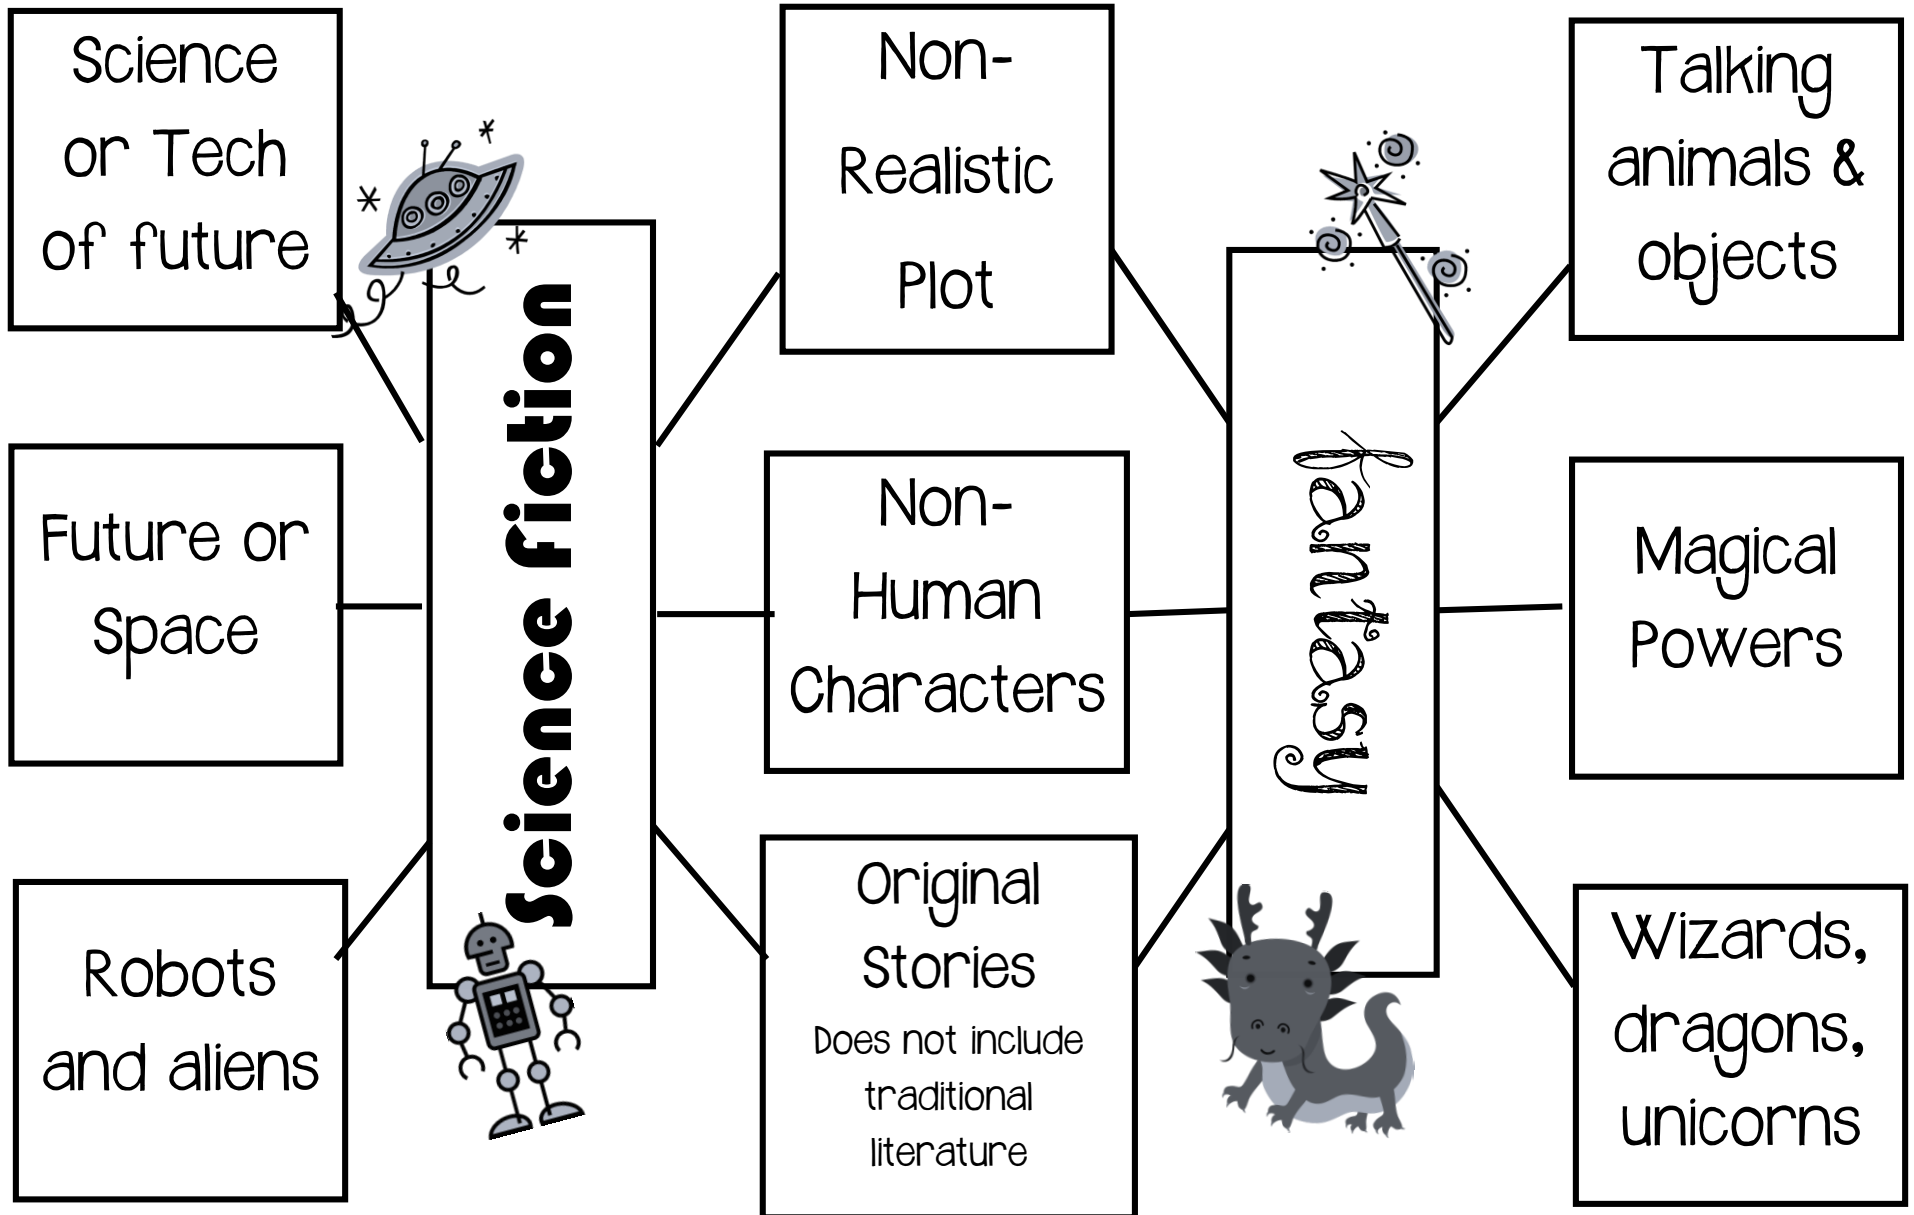 Science
or Tech
of future
Future or
Space
Robots
and aliens
Science Fiction
Non-
Realistic
Plot
Non-
Human
Characters
Original
Stories
Does not include
traditional
literature
fantasy
Talking
animals &
objects
Magical
Powers
Wizards,
dragons,
unicorns